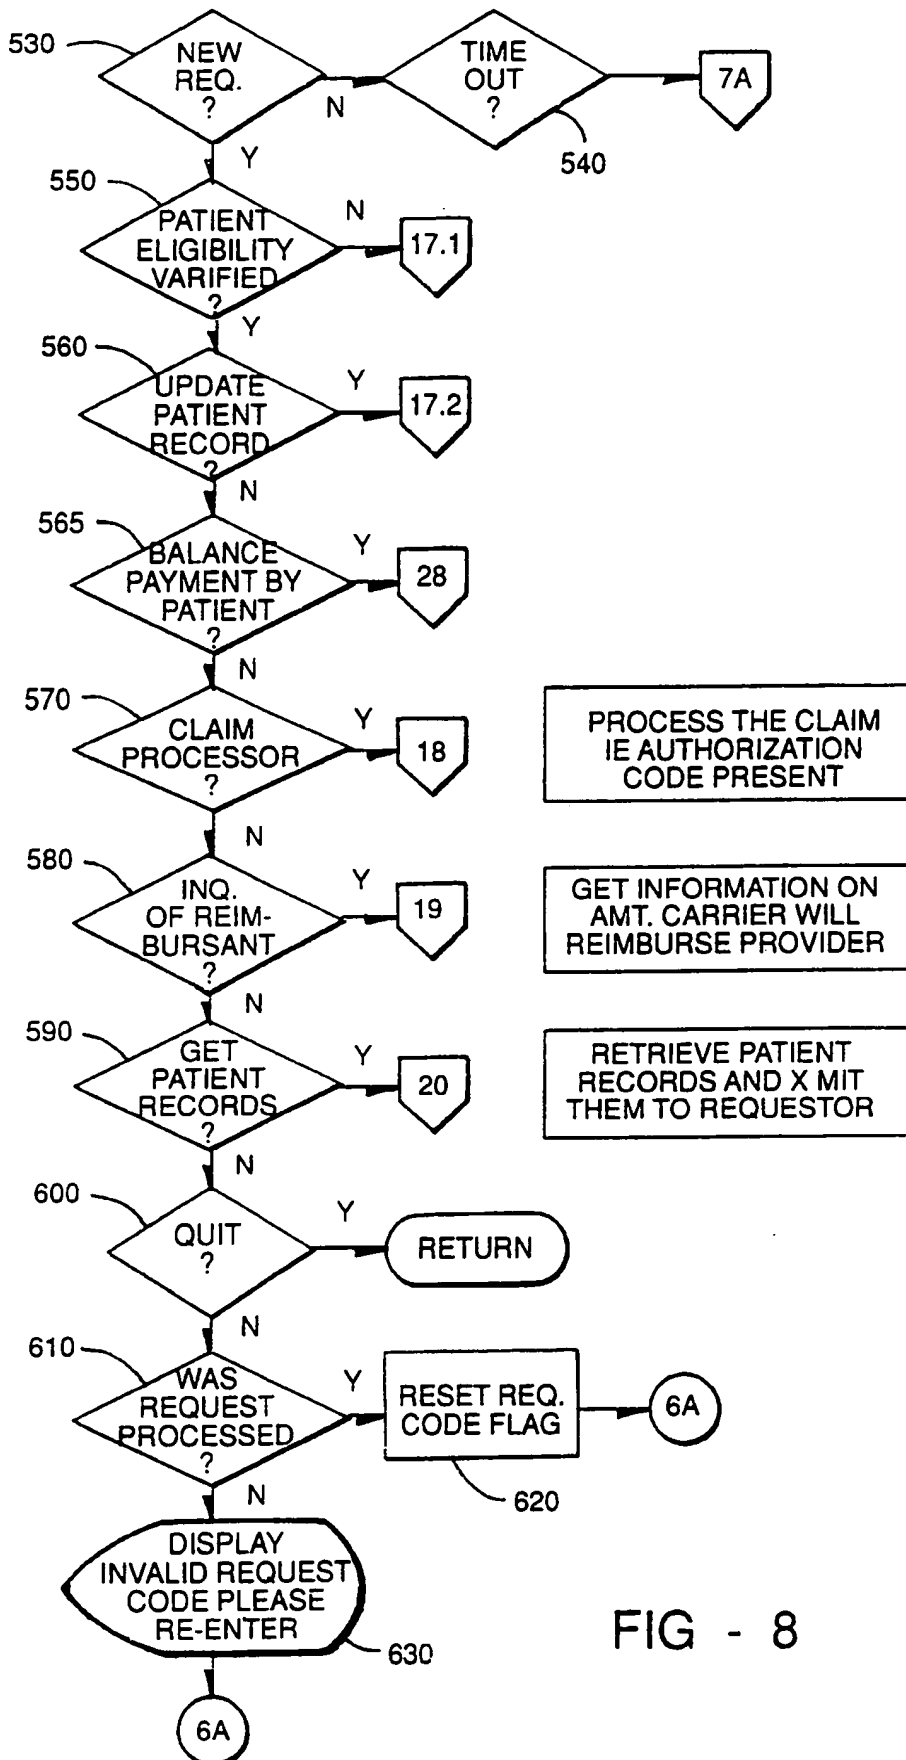 530
NEW
REQ.
?
N
TIME
OUT
?
540
7A
Y
550
PATIENT
ELIGIBILITY
VARIFIED
?
N
17.1
Y
560
UPDATE
PATIENT
RECORD
?
Y
17.2
N
565
BALANCE
PAYMENT BY
PATIENT
?
Y
28
N
570
CLAIM
PROCESSOR
?
Y
18
PROCESS THE CLAIM
IE AUTHORIZATION
CODE PRESENT
N
580
INQ.
OF REIM-
BURSANT
?
Y
19
GET INFORMATION ON
AMT. CARRIER WILL
REIMBURSE PROVIDER
N
590
GET
PATIENT
RECORDS
?
Y
20
RETRIEVE PATIENT
RECORDS AND X MIT
THEM TO REQUESTOR
N
600
QUIT
?
Y
RETURN
N
610
WAS
REQUEST
PROCESSED
?
Y
RESET REQ.
CODE FLAG
620
6A
N
DISPLAY
INVALID REQUEST
CODE PLEASE
RE-ENTER
630
6A
FIG - 8